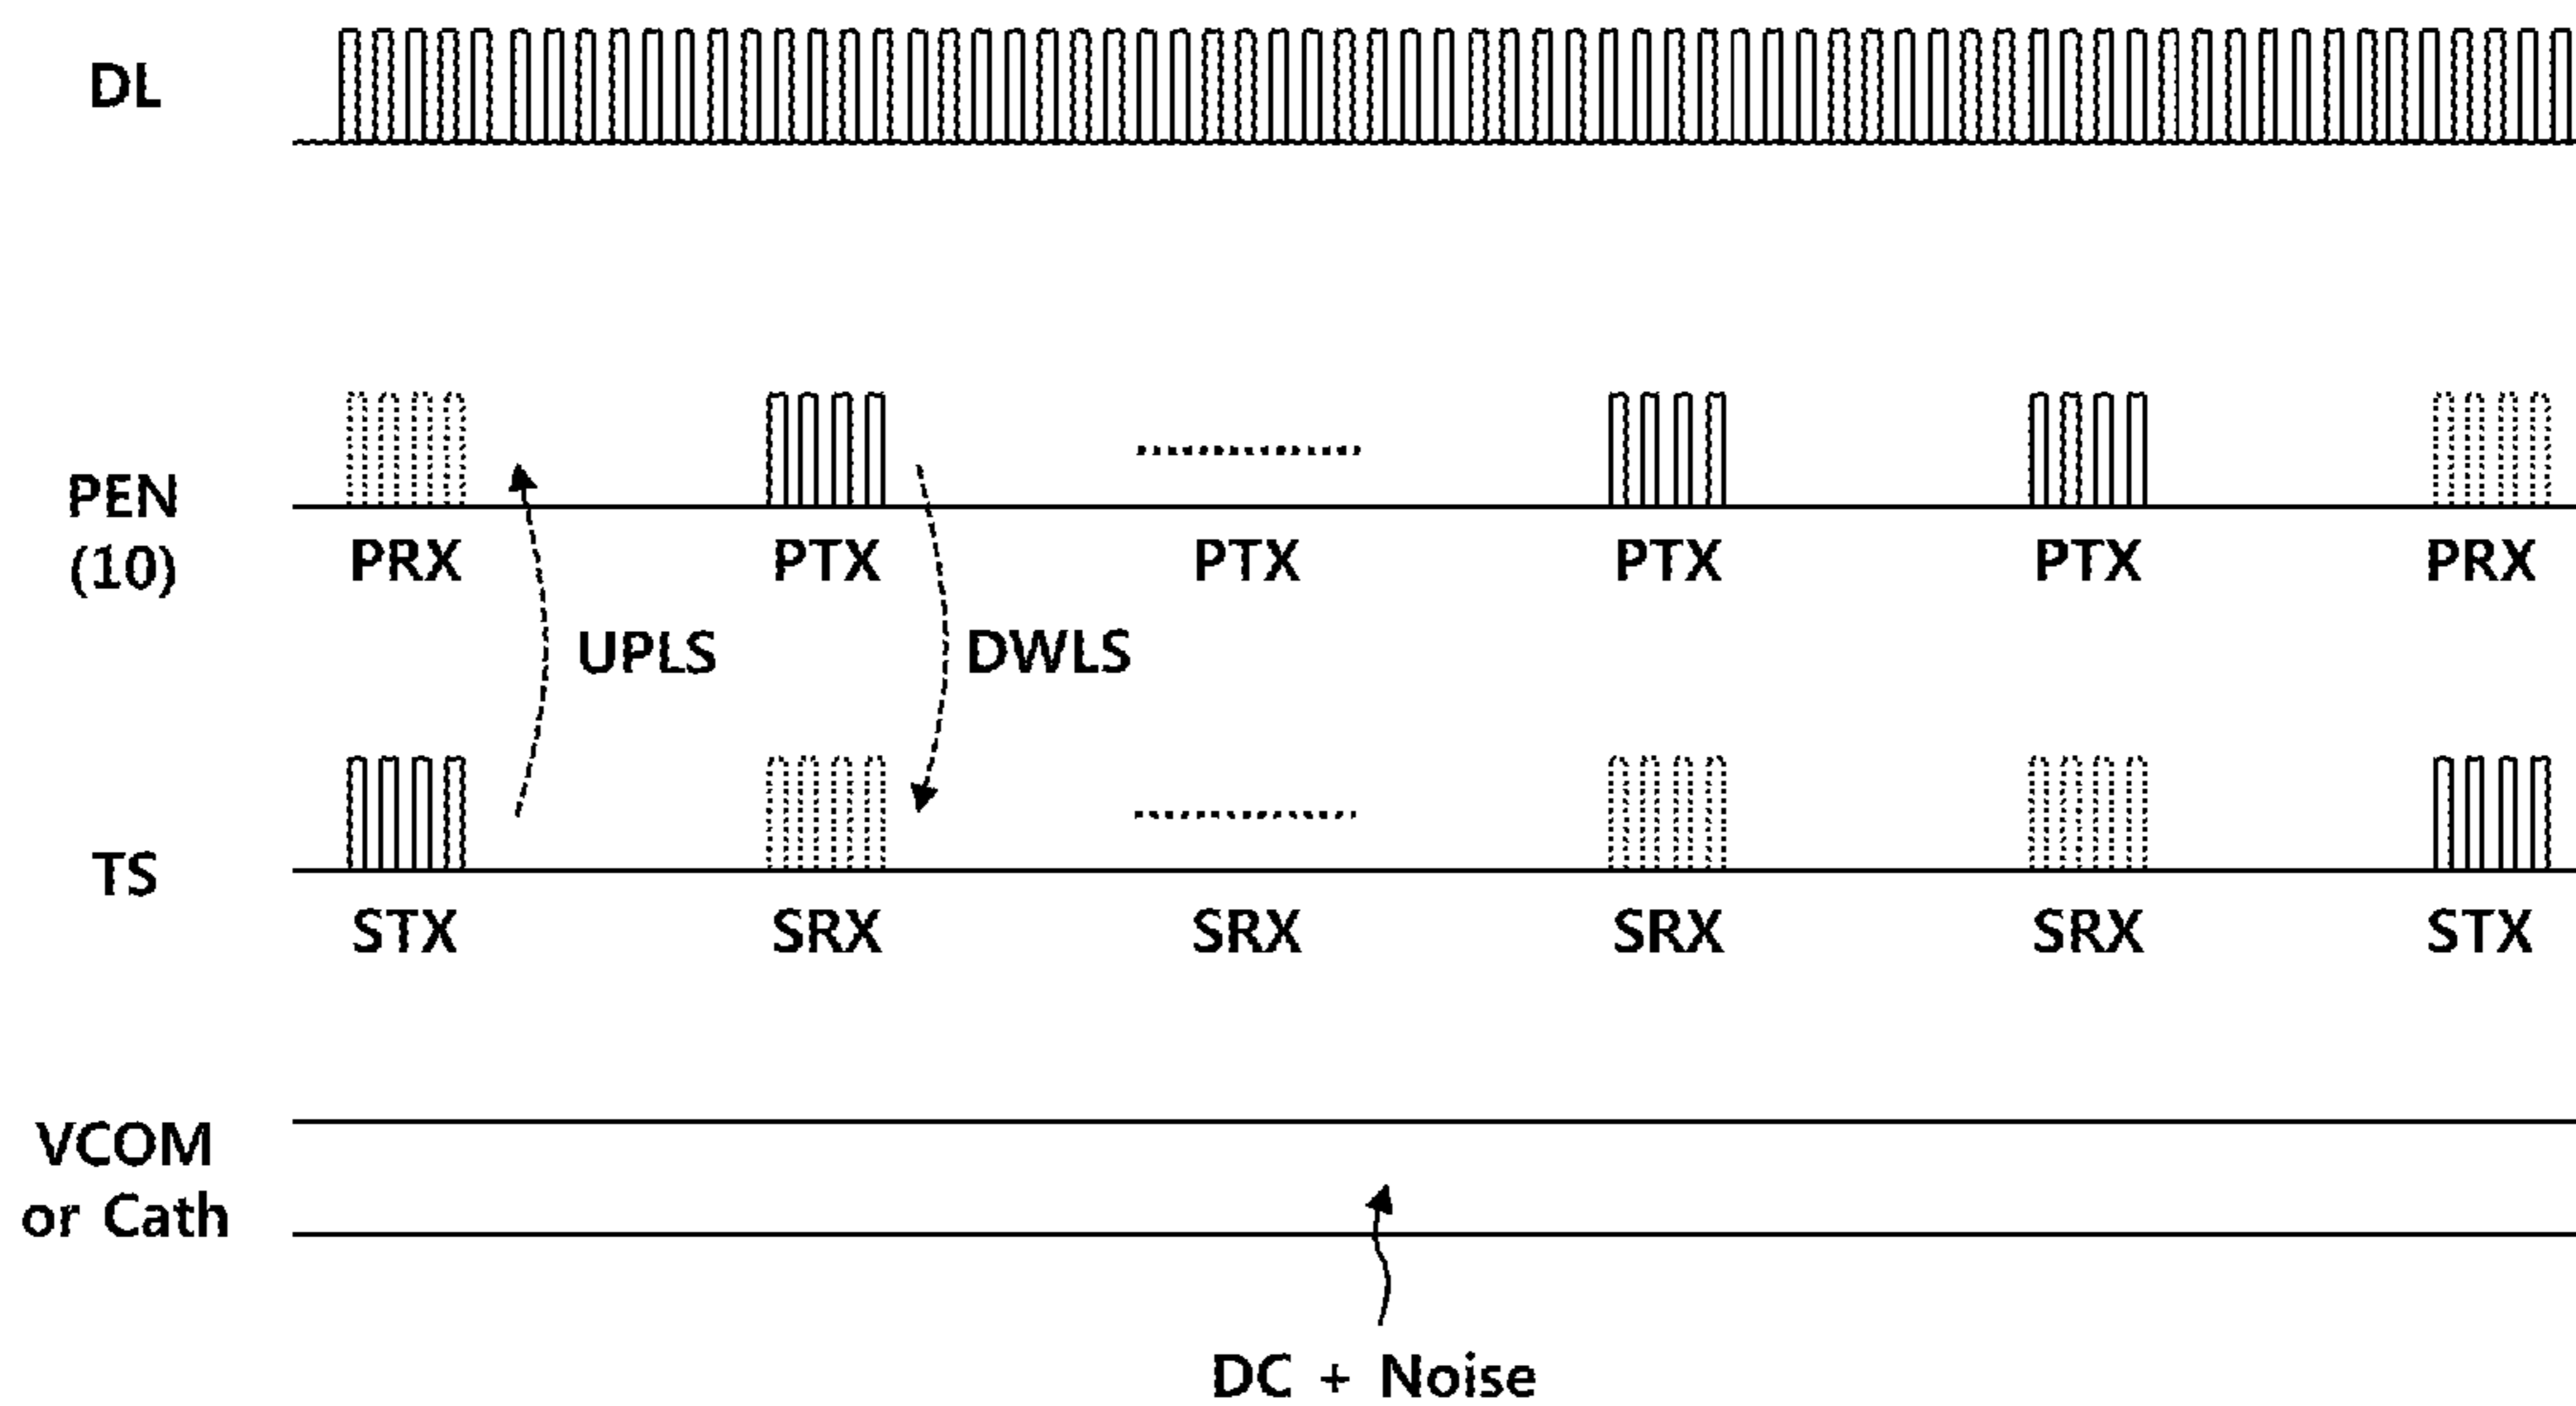 DL
PEN
(10)
PRX PTX PTX PTX PTX PRX
UPLS DWLS
TS
STX SRX SRX SRX SRX STX
VCOM
or Cath
DC + Noise